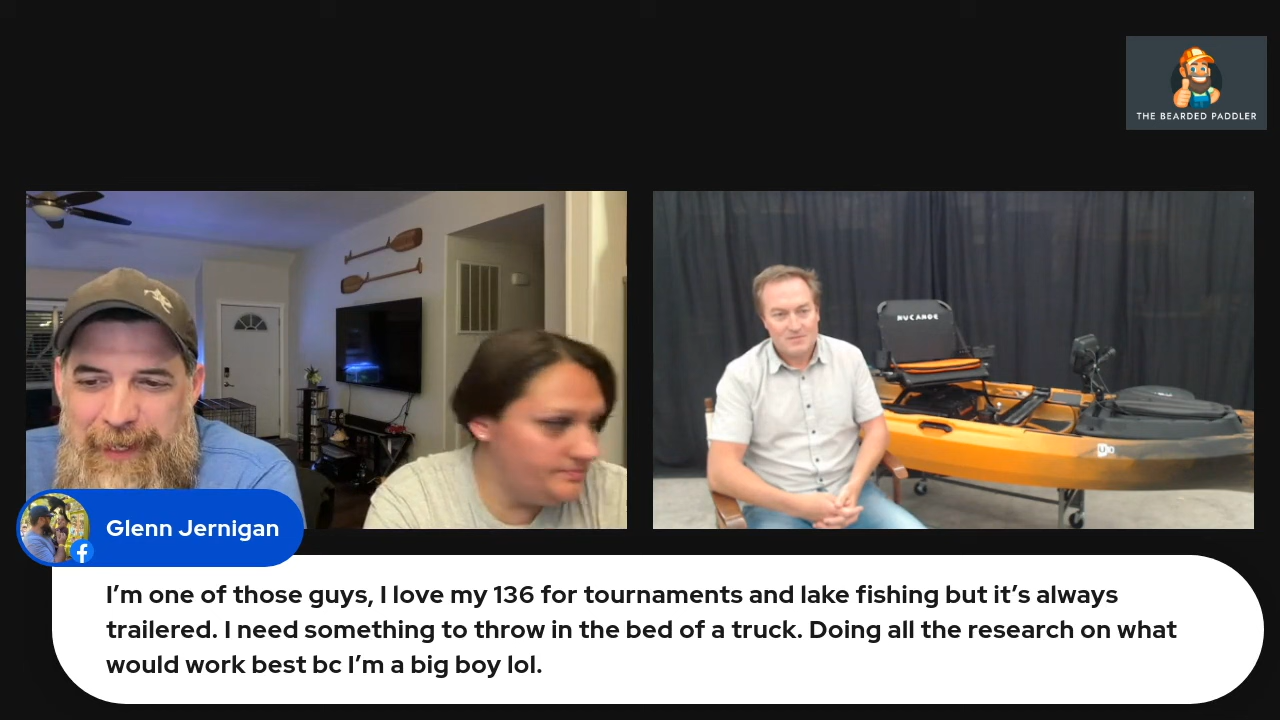 THE BEARDED PADDLER
NUCANOE
Glenn Jernigan
I'm one of those guys, I love my 136 for tournaments and lake fishing but it's always
trailered. I need something to throw in the bed of a truck. Doing all the research on what
would work best bc I'm a big boy lol.